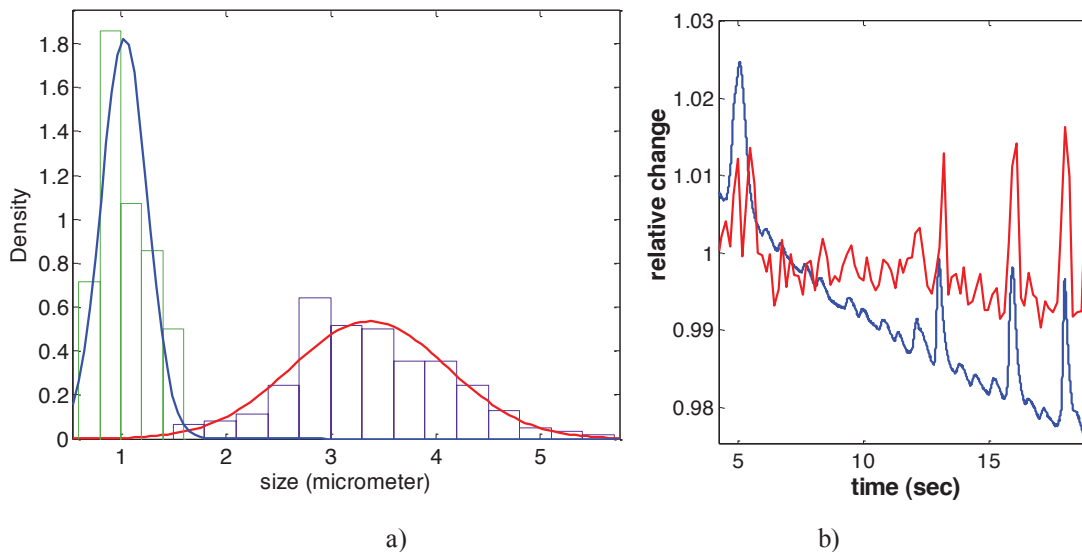 1.8
1.6
1.4
1.2
1
0.8
0.6
0.4
0.2
0
Density
1 2 3 4 5
size (micrometer)
a)
1.03
1.02
1.01
1
0.99
0.98
relative change
5 10 15
time (sec)
b)